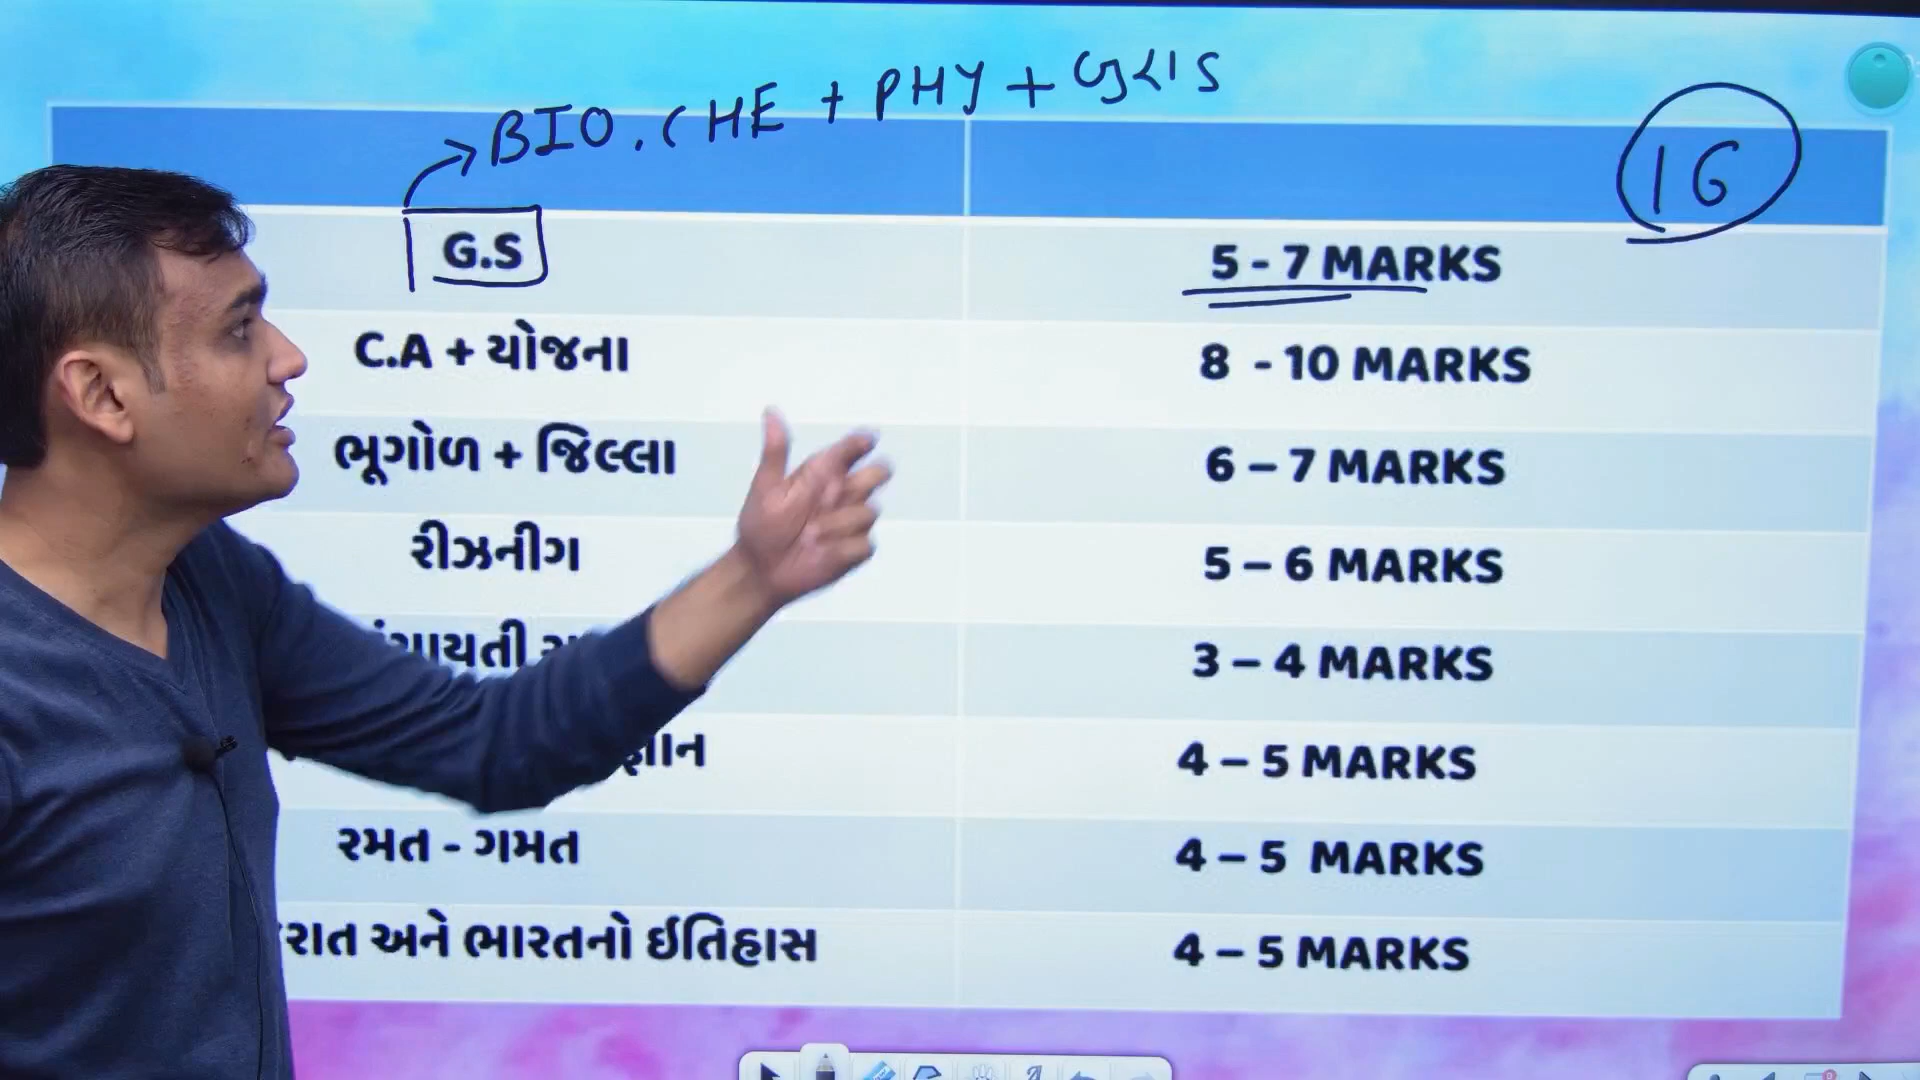 BIO. CHE + PHY +
16
G.S 5 - 7 MARKS
C.A + યોજના 8 - 10 MARKS
ભૂગોળ + જિલ્લા 6 – 7 MARKS
રીઝનીગ 5 – 6 MARKS
3 – 4 MARKS
4 – 5 MARKS
રમત - ગમત 4 – 5 MARKS
અને ભારતનો ઈતિહાસ 4 – 5 MARKS